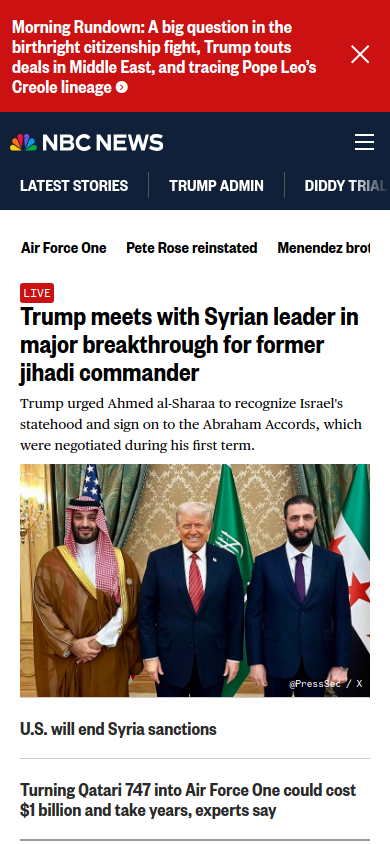 Morning Rundown: A big question in the
birthright citizenship fight, Trump touts
deals in Middle East, and tracing Pope Leo's
Creole lineage
NBC NEWS
LATEST STORIES
TRUMP ADMIN
DIDDY TRIAL
Air Force One
Pete Rose reinstated
Menendez brot
LIVE
Trump meets with Syrian leader in
major breakthrough for former
jihadi commander
Trump urged Ahmed al-Sharaa to recognize Israel's
statehood and sign on to the Abraham Accords, which
were negotiated during his first term.
@PressSec / X
U.S. will end Syria sanctions
Turning Qatari 747 into Air Force One could cost
$1 billion and take years, experts say